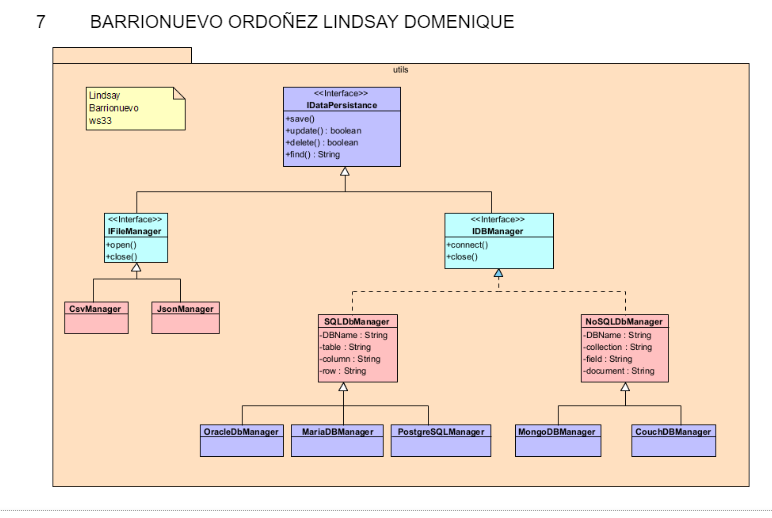 7 BARRIONUEVO ORDOÑEZ LINDSAY DOMENIQUE
utils
Lindsay
Barrionuevo
ws33
<<Interface>>
IDataPersistance
+save()
+update() : boolean
+delete() : boolean
+find() : String
<<Interface>>
IFileManager
+open()
+close()
<<Interface>>
IDBManager
+connect()
+close()
CsvManager
JsonManager
SQLDbManager
-DBName : String
-table : String
-column : String
-row : String
NoSQLDbManager
-DBName : String
-collection : String
-field : String
-document : String
OracleDbManager
MariaDBManager
PostgreSQLManager
MongoDBManager
CouchDBManager